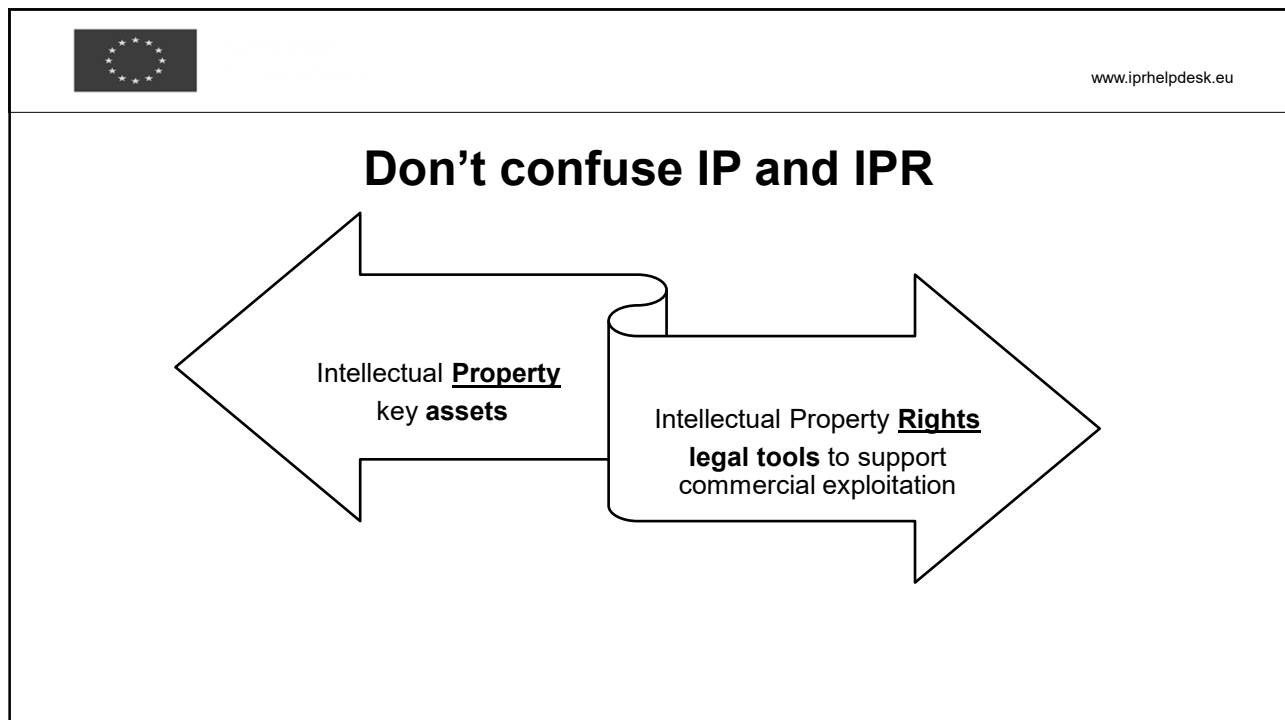 www.iprhelpdesk.eu
Don’t confuse IP and IPR
Intellectual Property
key assets
Intellectual Property Rights
legal tools to support
commercial exploitation